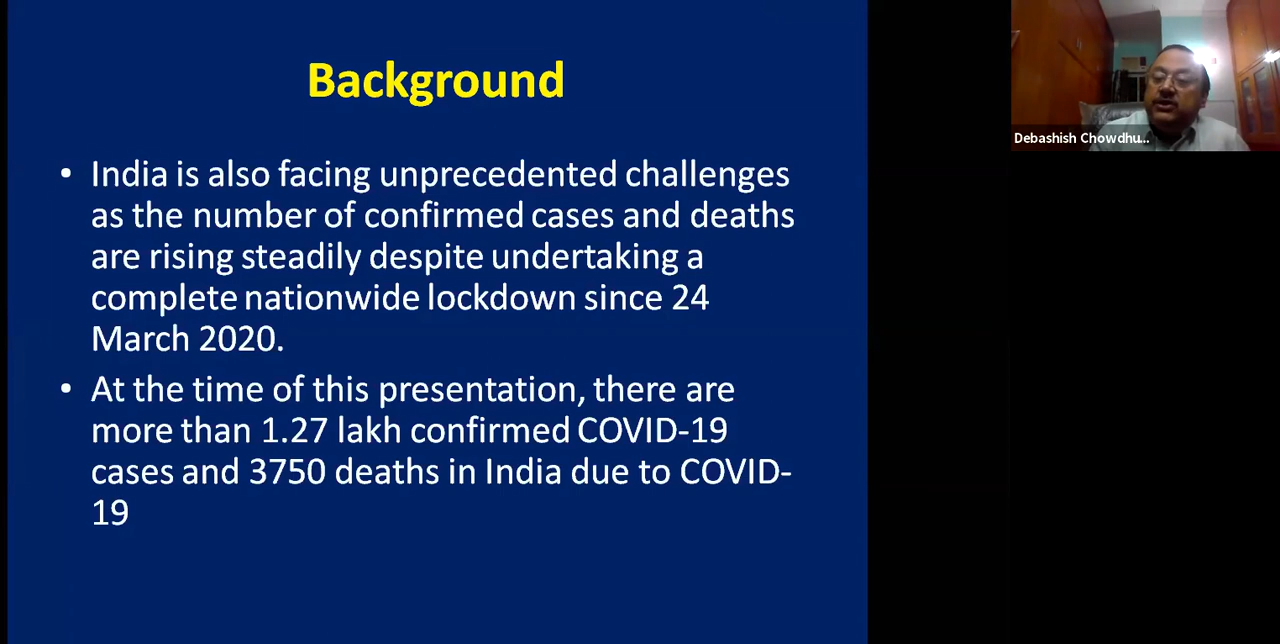 Background
• India is also facing unprecedented challenges
as the number of confirmed cases and deaths
are rising steadily despite undertaking a
complete nationwide lockdown since 24
March 2020.
• At the time of this presentation, there are
more than 1.27 lakh confirmed COVID-19
cases and 3750 deaths in India due to COVID-
19
Debashish Chowdhu...